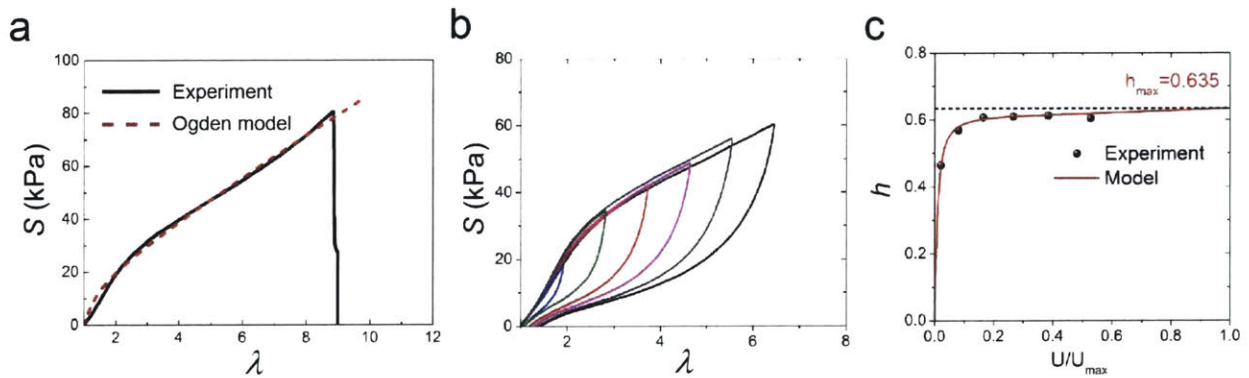 a
100
80
60
40
20
0
S (kPa)
Experiment
Ogden model
2 4 6 8 10 12
λ
b
80
60
40
20
0
S (kPa)
2 4 6 8
λ
c
0.8
0.6
0.4
0.2
0.0
h
h_max=0.635
Experiment
Model
0.0 0.2 0.4 0.6 0.8 1.0
U/U_max